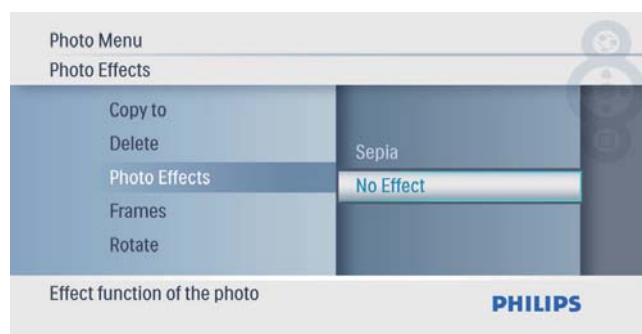 Photo Menu
Photo Effects
Copy to
Delete
Photo Effects
Frames
Rotate
Sepia
No Effect
Effect function of the photo
PHILIPS